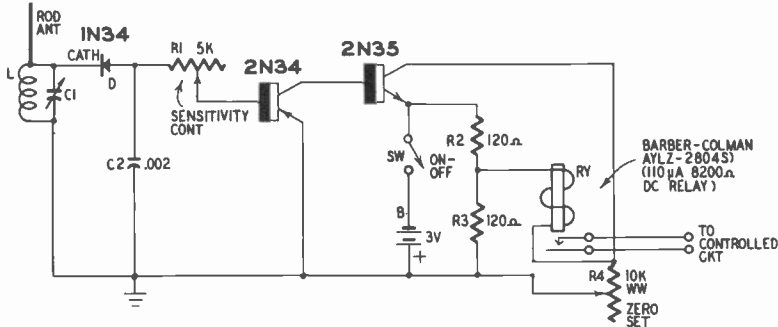 ROD
ANT
1N34
CATH
D
L
C1
R1 5K
SENSITIVITY
CONT
C2 .002
2N34
2N35
SW
ON-
OFF
B
3V
+
R2
120Ω
R3
120Ω
RY
BARBER-COLMAN
AYLZ-2804S)
(110µA 8200Ω
DC RELAY)
TO
CONTROLLED
CKT
R4
10K
WW
ZERO
SET